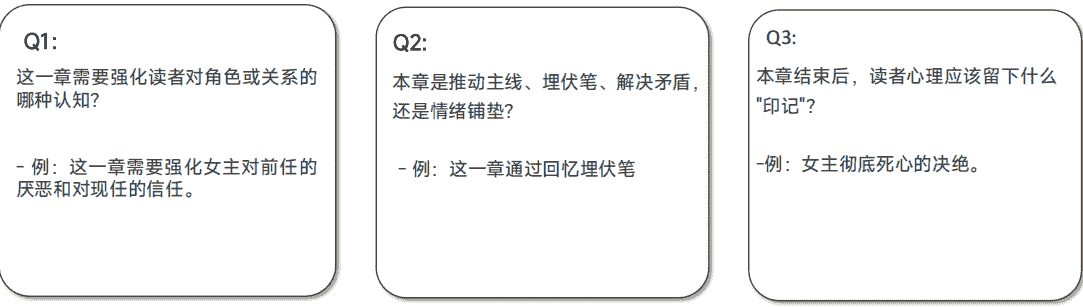 Q1:
这一章需要强化读者对角色或关系的
哪种认知?
- 例：这一章需要强化女主对前任的
厌恶和对现任的信任。
Q2:
本章是推动主线、埋伏笔、解决矛盾，
还是情绪铺垫?
- 例：这一章通过回忆埋伏笔
Q3:
本章结束后，读者心理应该留下什么
"印记"?
-例：女主彻底死心的决绝。